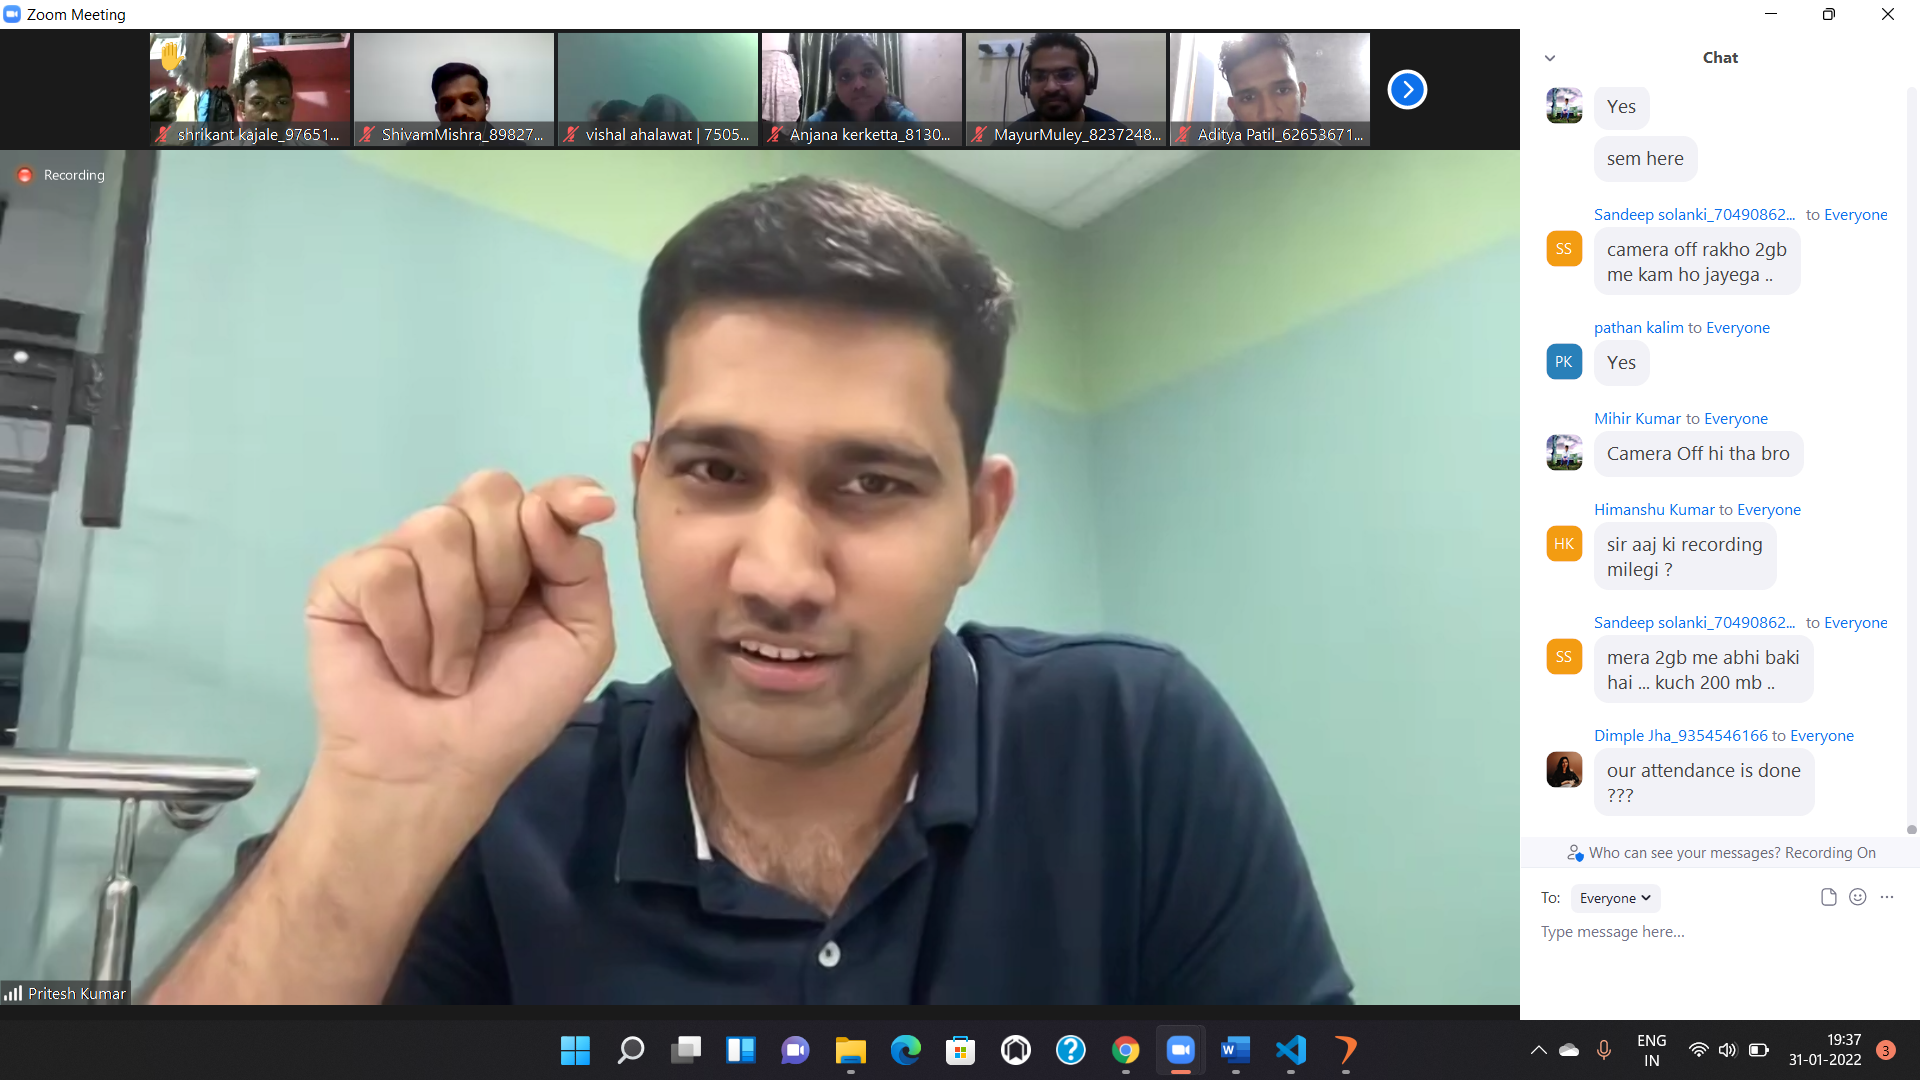 Zoom Meeting
shrikant kajale_97651...
ShivamMishra_89827...
vishal ahalawat | 7505...
Anjana kerketta_8130...
MayurMuley_8237248...
Aditya Patil_62653671...
Recording
Pritesh Kumar
Chat
Yes
sem here
Sandeep solanki_70490862... to Everyone
SS
camera off rakho 2gb
me kam ho jayega ..
pathan kalim to Everyone
PK
Yes
Mihir Kumar to Everyone
Camera Off hi tha bro
Himanshu Kumar to Everyone
HK
sir aaj ki recording
milegi ?
Sandeep solanki_70490862... to Everyone
SS
mera 2gb me abhi baki
hai ... kuch 200 mb ..
Dimple Jha_9354546166 to Everyone
our attendance is done
???
Who can see your messages? Recording On
To: Everyone
Type message here...
ENG
IN
19:37
31-01-2022
3